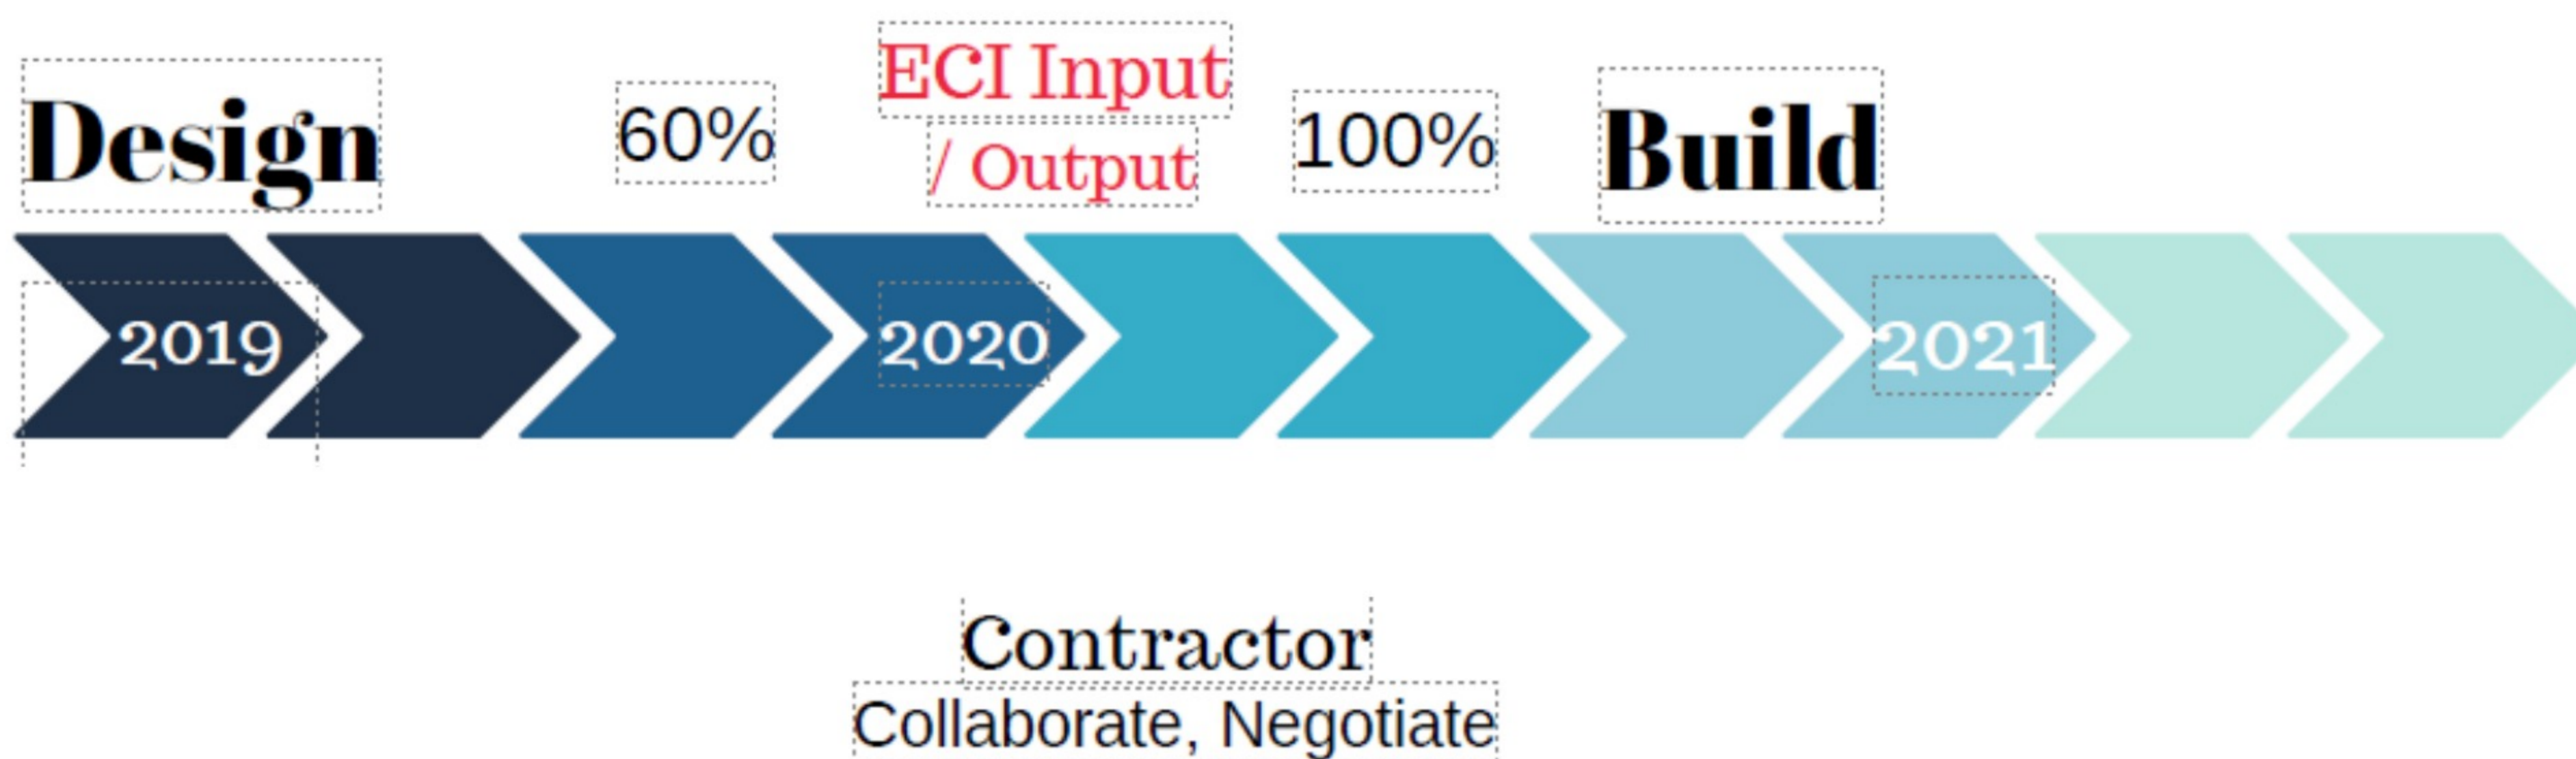 Design
60%
ECI Input
/ Output
100%
Build
2019
2020
2021
Contractor
Collaborate, Negotiate